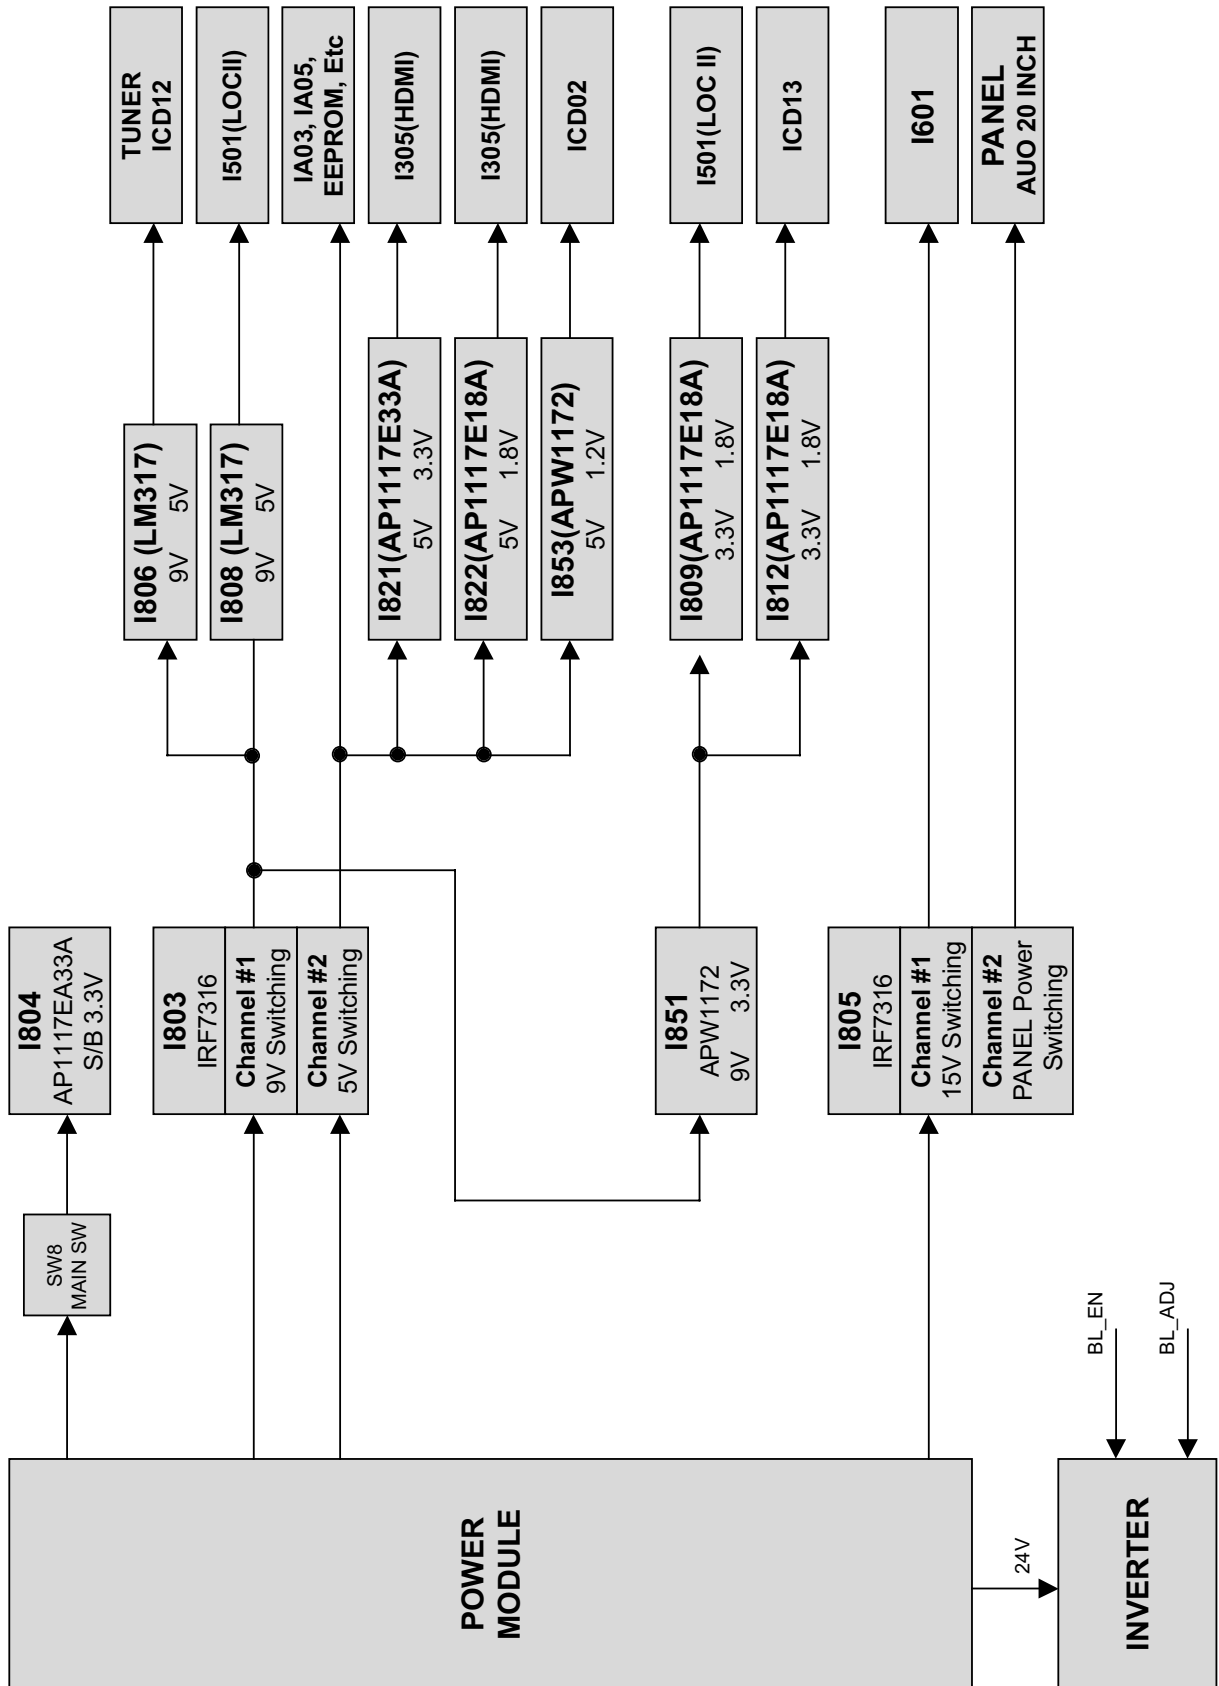 POWER
MODULE
24V
INVERTER
BL_EN
BL_ADJ
SW8
MAIN SW
I804
AP1117EA33A
S/B 3.3V
I803
IRF7316
Channel #1
9V Switching
Channel #2
5V Switching
I851
APW1172
9V 3.3V
I805
IRF7316
Channel #1
15V Switching
Channel #2
PANEL Power
Switching
I806 (LM317)
9V 5V
I808 (LM317)
9V 5V
I821(AP1117E33A)
5V 3.3V
I822(AP1117E18A)
5V 1.8V
I853(APW1172)
5V 1.2V
I809(AP1117E18A)
3.3V 1.8V
I812(AP1117E18A)
3.3V 1.8V
TUNER
ICD12
I501(LOCII)
IA03, IA05,
EEPROM, Etc
I305(HDMI)
I305(HDMI)
ICD02
I501(LOC II)
ICD13
I601
PANEL
AUO 20 INCH